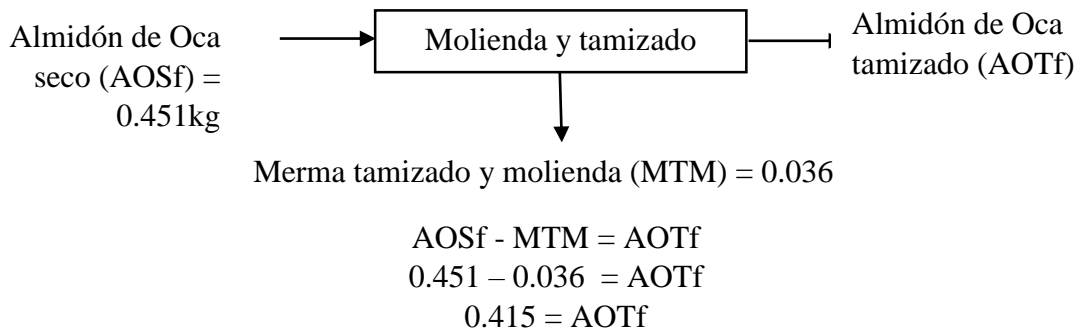 Almidón de Oca
seco (AOSf) =
0.451kg
Molienda y tamizado
Almidón de Oca
tamizado (AOTf)
Merma tamizado y molienda (MTM) = 0.036
AOSf - MTM = AOTf
0.451 – 0.036 = AOTf
0.415 = AOTf